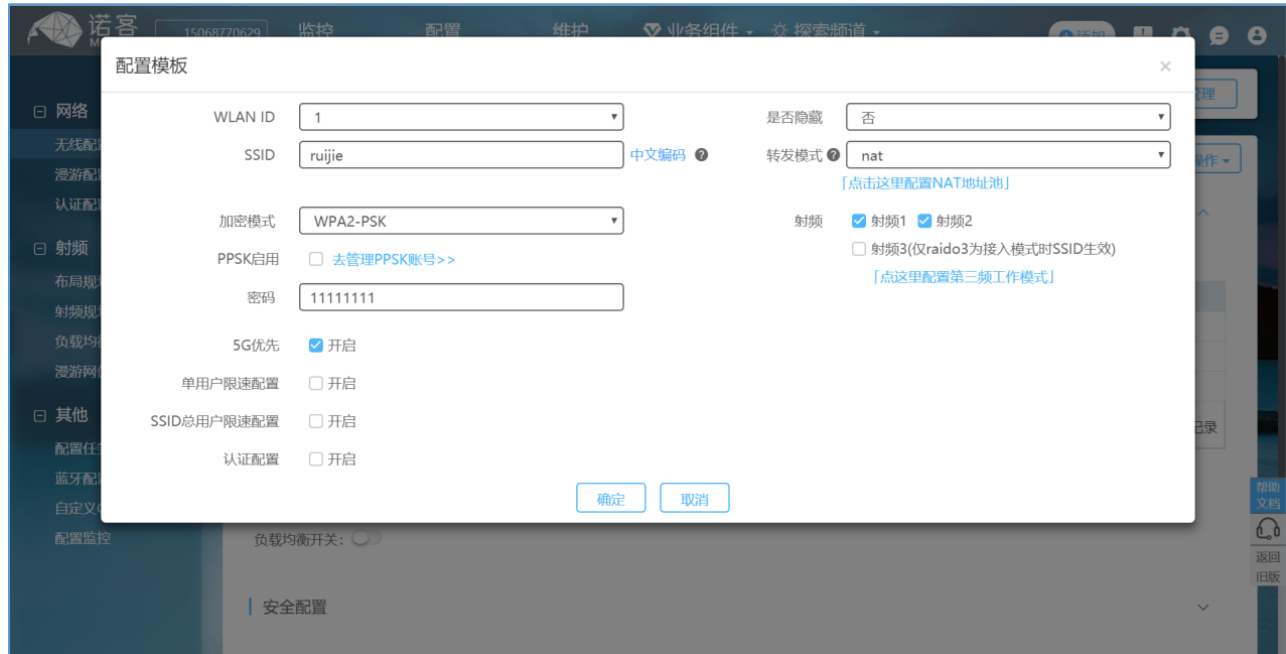 诺客
15068770629
监控
配置
维护
业务组件
探索频道
添加
配置模板
×
管理
网络
WLAN ID
1
是否隐藏
否
无线配
SSID
ruijie
中文编码
转发模式
nat
操作
漫游配
「点击这里配置NAT地址池」
认证配
加密模式
WPA2-PSK
射频
射频1
射频2
射频
PPSK启用
去管理PPSK账号>>
射频3(仅raido3为接入模式时SSID生效)
布局规
「点这里配置第三频工作模式」
密码
11111111
射频规
负载均
5G优先
开启
漫游网
单用户限速配置
开启
其他
SSID总用户限速配置
开启
记录
配置任
认证配置
开启
蓝牙配
确定
取消
帮助
文档
自定义
配置监控
负载均衡开关:
返回
旧版
安全配置